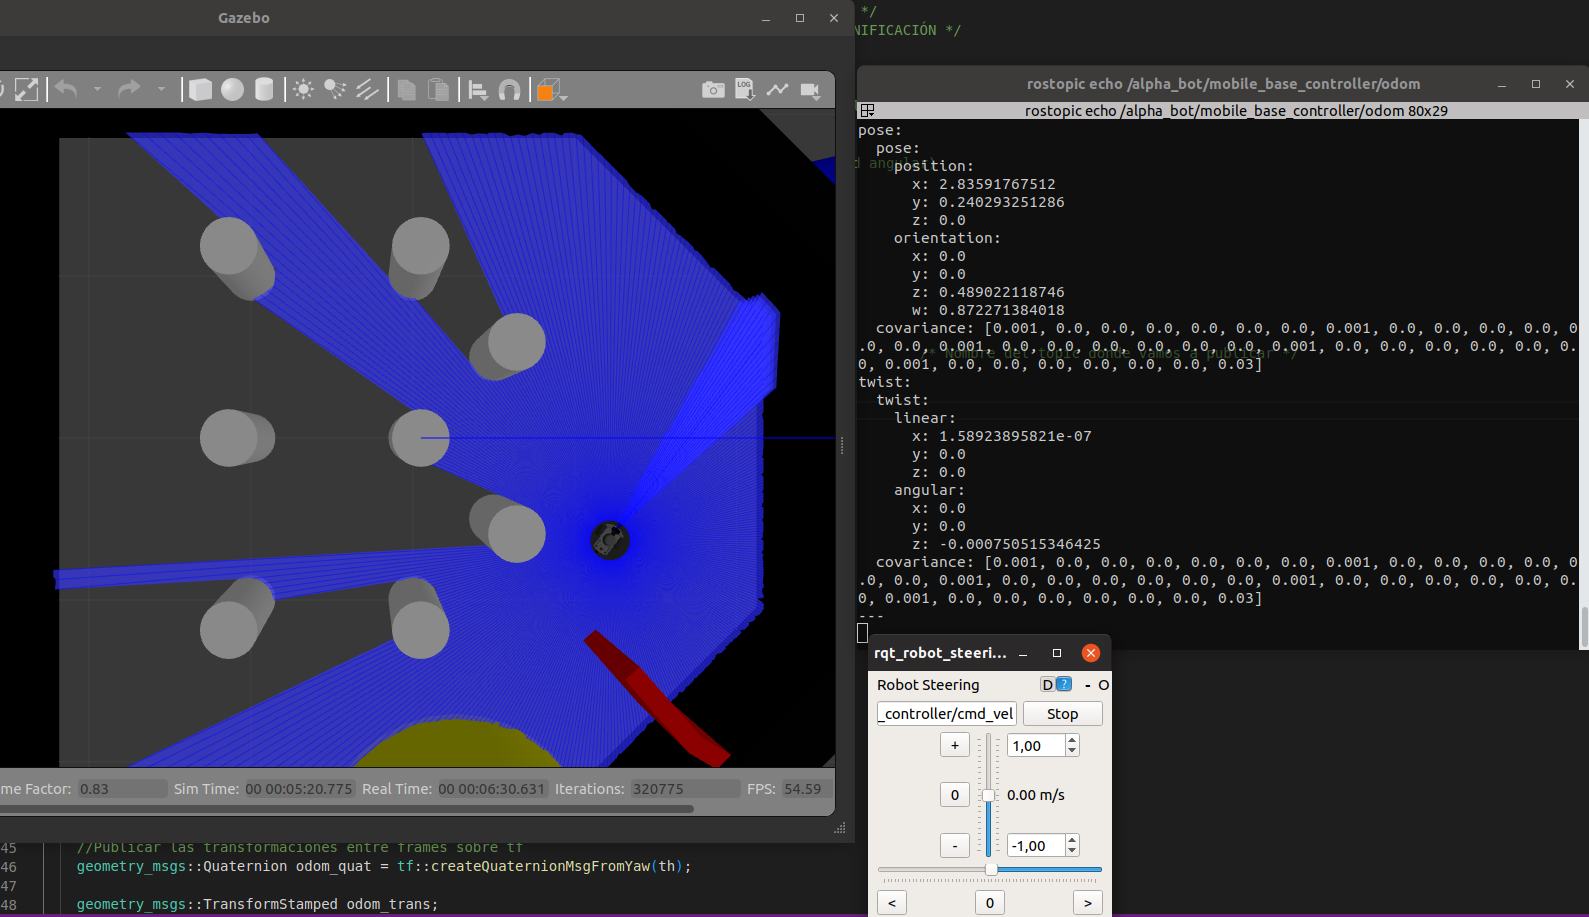 Gazebo
*/
NIFICACIÓN */
rostopic echo /alpha_bot/mobile_base_controller/odom
LOG
rostopic echo /alpha_bot/mobile_base_controller/odom 80x29
pose:
pose:
d angular
position:
x: 2.83591767512
y: 0.240293251286
z: 0.0
orientation:
x: 0.0
y: 0.0
z: 0.489022118746
w: 0.872271384018
covariance: [0.001, 0.0, 0.0, 0.0, 0.0, 0.0, 0.0, 0.001, 0.0, 0.0, 0.0, 0.0, 0
.0, 0.0, 0.001, 0.0, 0.0, 0.0, 0.0, 0.0, 0.0, 0.001, 0.0, 0.0, 0.0, 0.0, 0.0, 0.
/* Nombre del topic donde vamos a publicar */
0, 0.001, 0.0, 0.0, 0.0, 0.0, 0.0, 0.0, 0.03]
twist:
twist:
linear:
x: 1.58923895821e-07
y: 0.0
z: 0.0
angular:
x: 0.0
y: 0.0
z: -0.000750515346425
covariance: [0.001, 0.0, 0.0, 0.0, 0.0, 0.0, 0.0, 0.001, 0.0, 0.0, 0.0, 0.0, 0
.0, 0.0, 0.001, 0.0, 0.0, 0.0, 0.0, 0.0, 0.0, 0.001, 0.0, 0.0, 0.0, 0.0, 0.0, 0.
0, 0.001, 0.0, 0.0, 0.0, 0.0, 0.0, 0.0, 0.03]
---
rqt_robot_steeri...
Robot Steering D ? - O
_controller/cmd_vel Stop
+ 1,00
0 0.00 m/s
- -1,00
< 0 >
me Factor: 0.83 Sim Time: 00 00:05:20.775 Real Time: 00 00:06:30.631 Iterations: 320775 FPS: 54.59
45 //Publicar las transformaciones entre frames sobre tf
46 geometry_msgs::Quaternion odom_quat = tf::createQuaternionMsgFromYaw(th);
47
48 geometry_msgs::TransformStamped odom_trans;